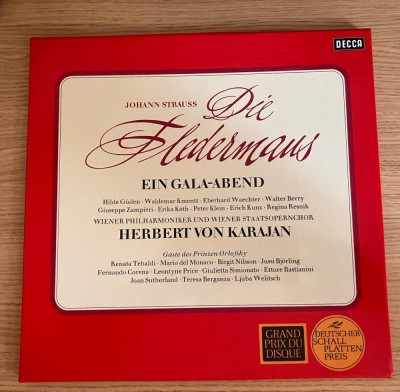 DECCA
JOHANN STRAUSS
Die
Fledermaus
EIN GALA-ABEND
Hilde Güden · Waldemar Kmentt · Eberhard Waechter · Walter Berry
Giuseppe Zampieri · Erika Köth · Peter Klein · Erich Kunz · Regina Resnik
WIENER PHILHARMONIKER UND WIENER STAATSOPERNCHOR
HERBERT VON KARAJAN
Gäste des Prinzen Orlofsky
Renata Tebaldi · Mario del Monaco · Birgit Nilsson · Jussi Björling
Fernando Corena · Leontyne Price · Giulietta Simionato · Ettore Bastianini
Joan Sutherland · Teresa Berganza · Ljuba Welitsch
GRAND
PRIX DU
DISQUE
DEUTSCHER
SCHALL
PLATTEN
PREIS